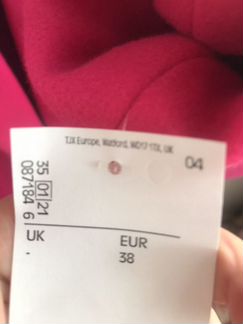 TJX Europe, Watford, WD17 1TX, UK
04
35 01 21
087184 6
UK EUR
- 38